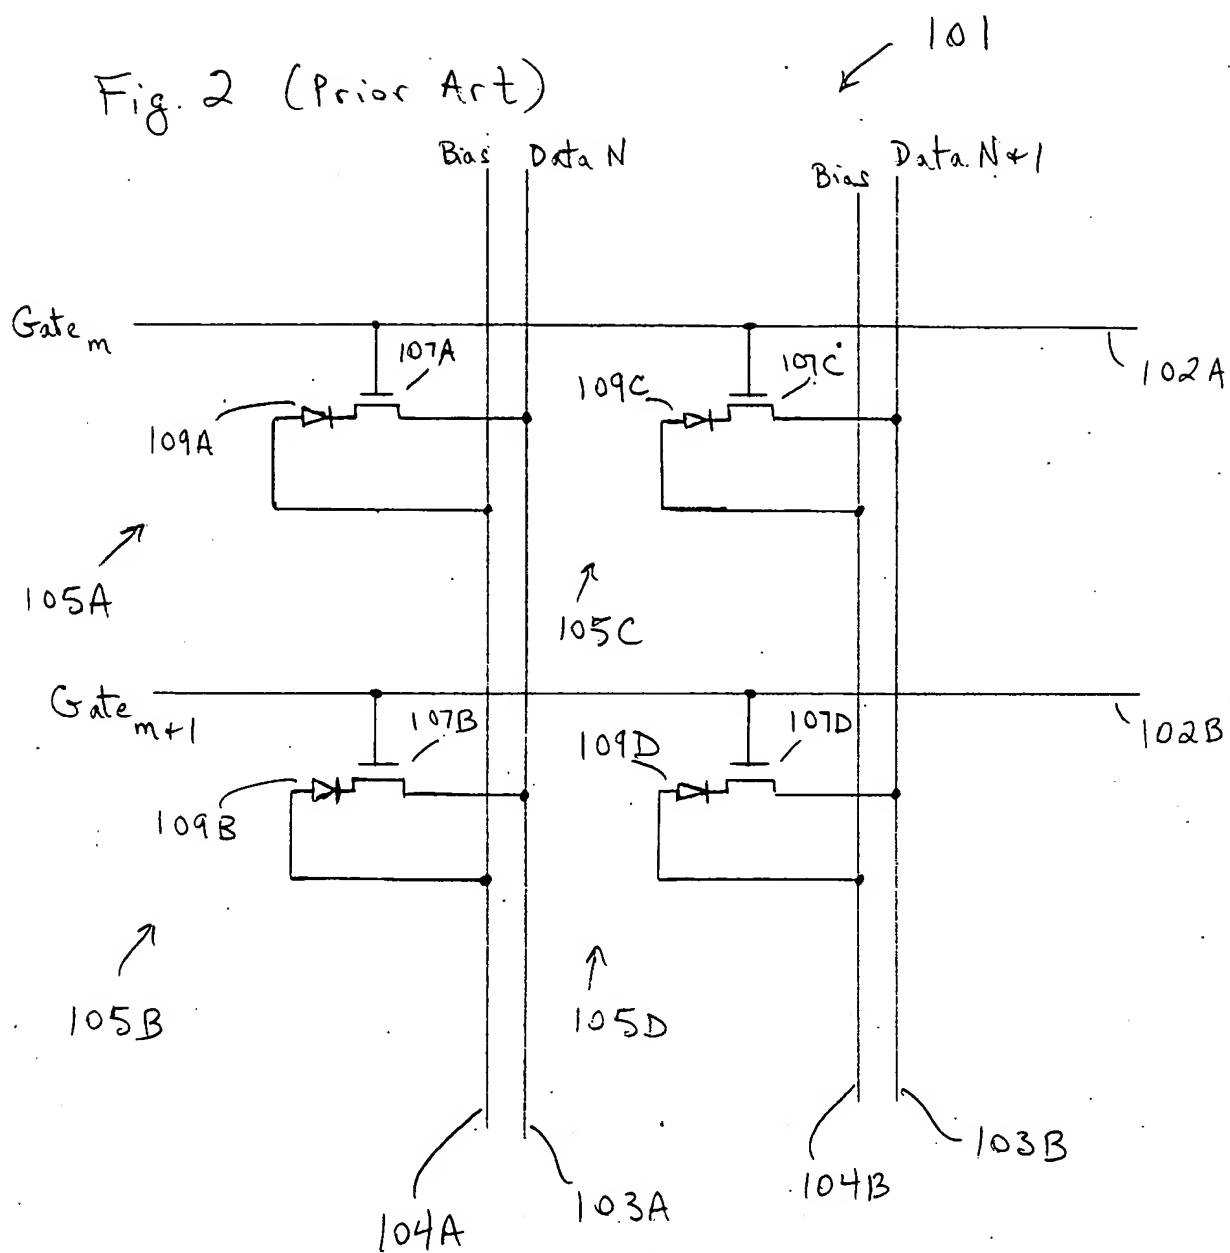 101
Fig. 2 (Prior Art)
Bias Data N
Bias Data N+1
Gate m
107A
109C
107C
102A
109A
105A
105C
Gate m+1
107B
109D
107D
102B
109B
105B
105D
104A
103A
104B
103B